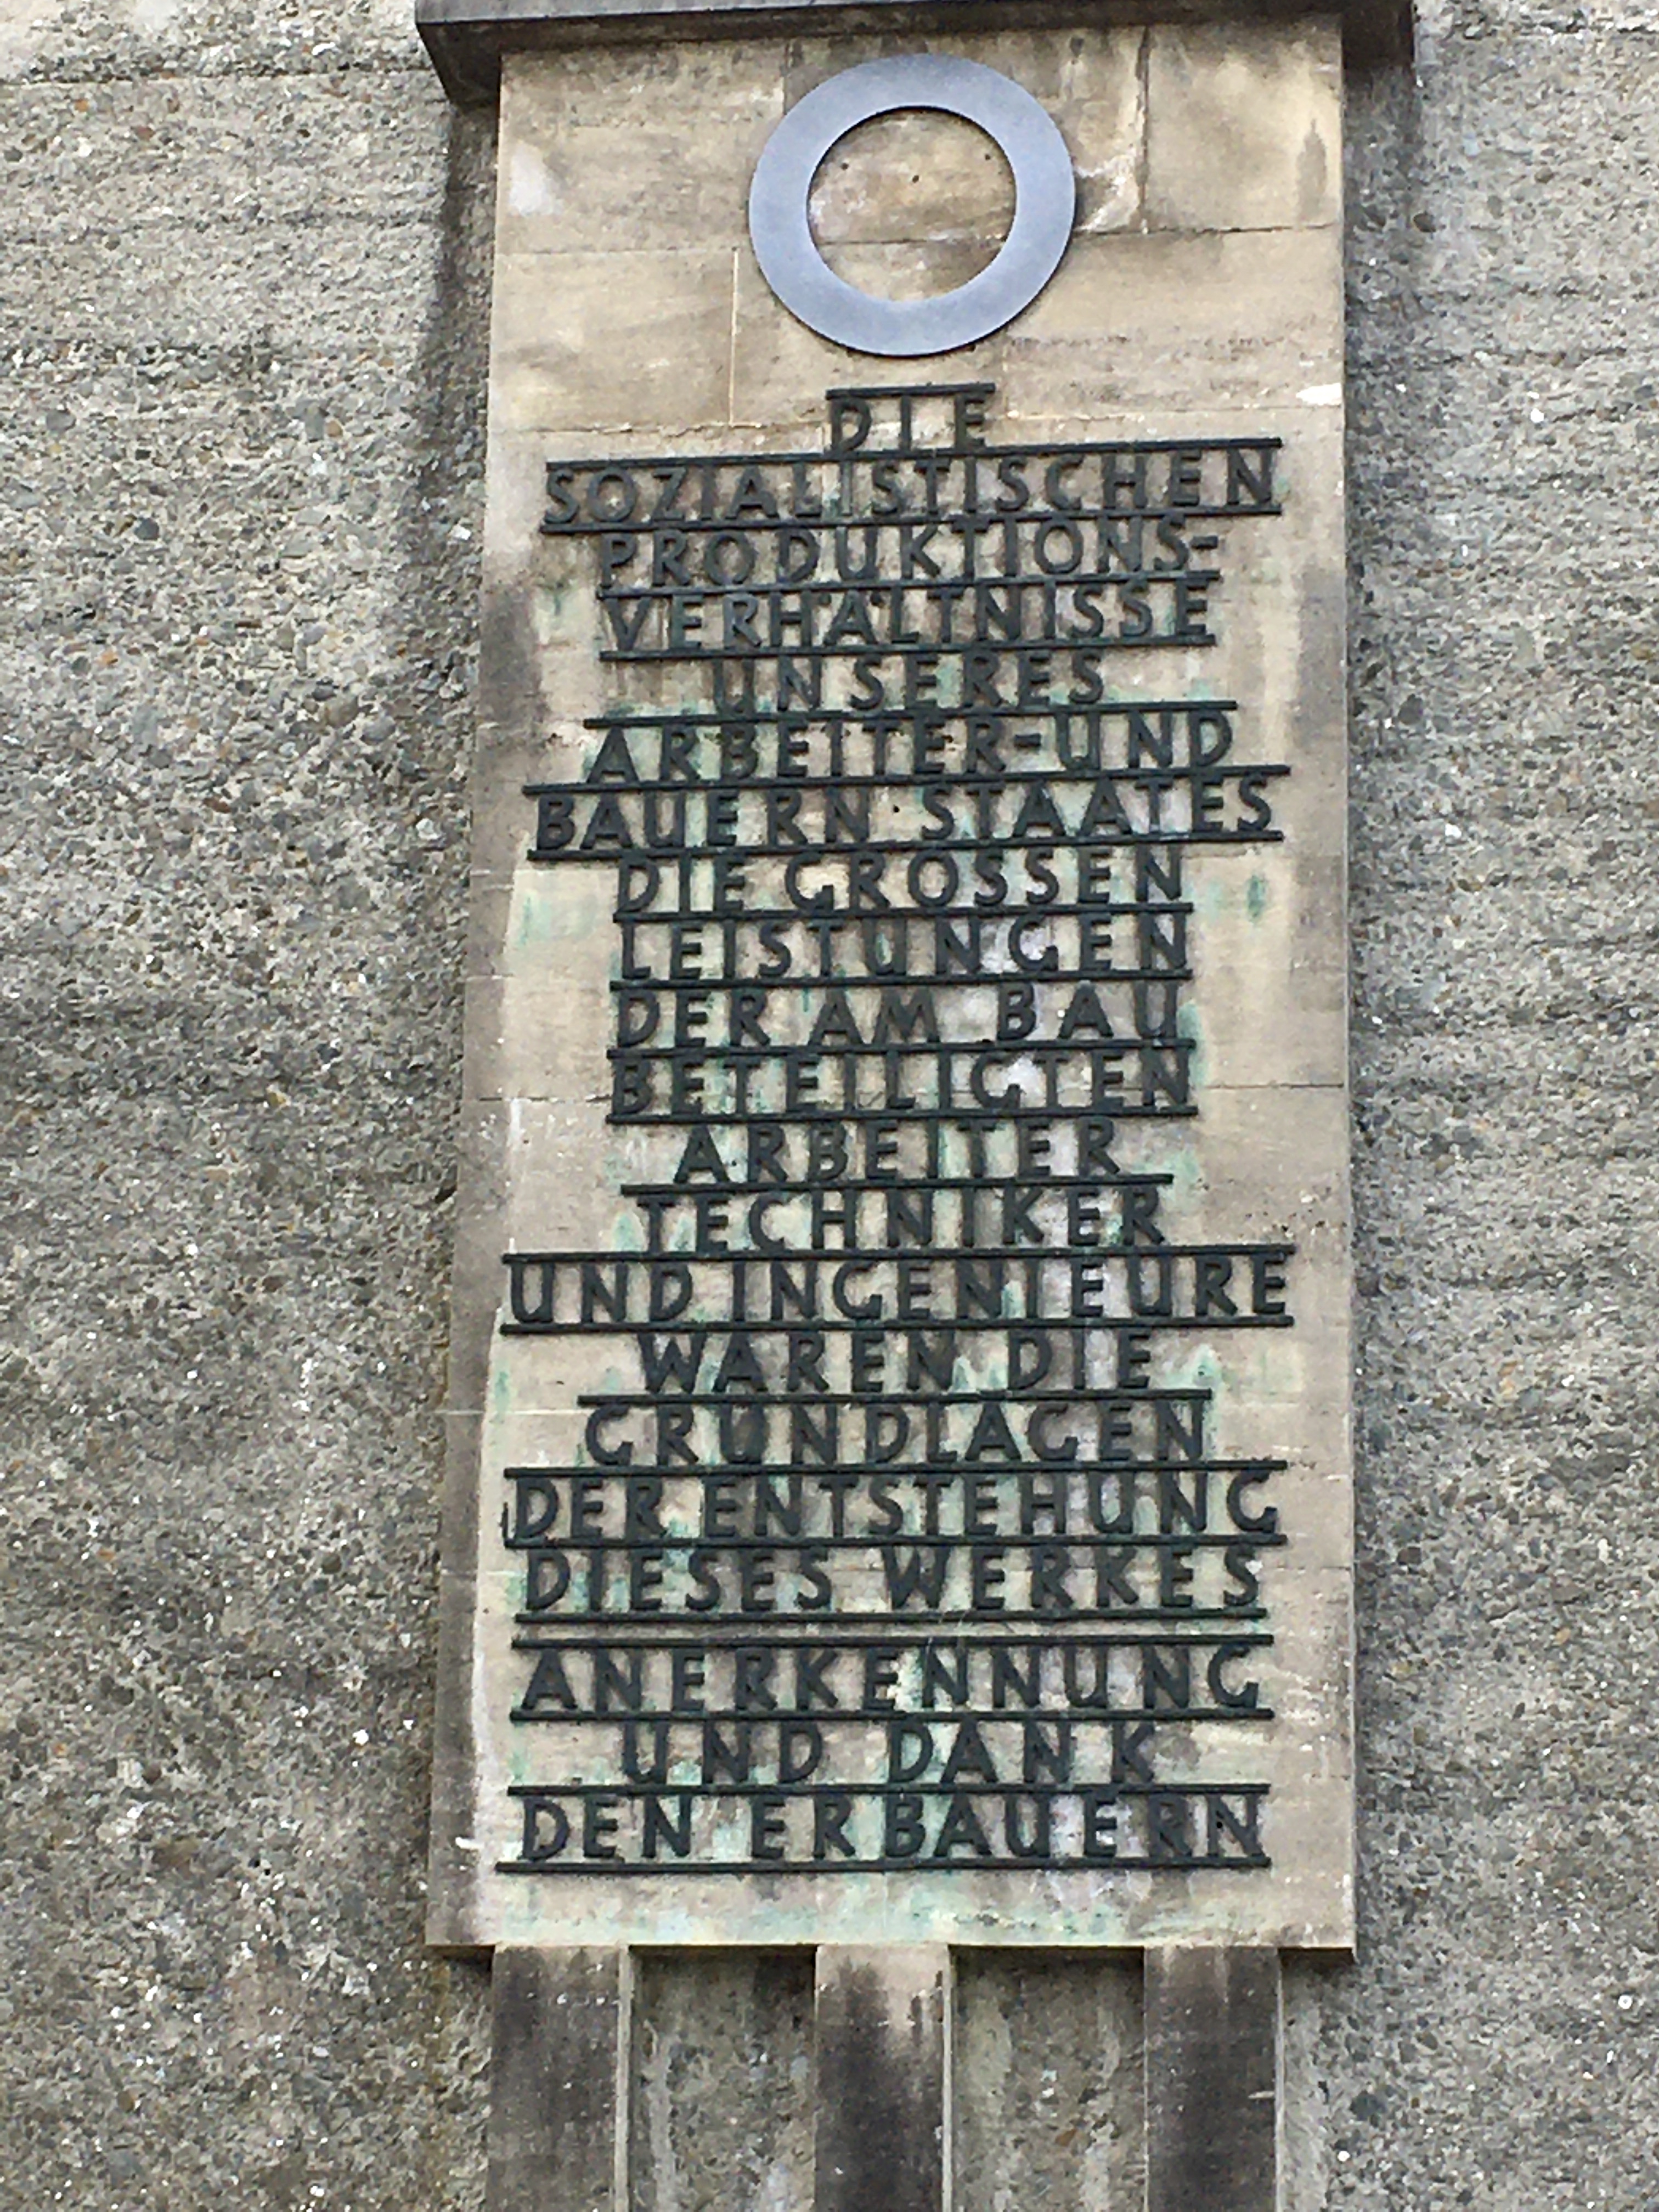 DIE
SOZIALISTISCHEN
PRODUKTIONS-
VERHÄLTNISSE
UNSERES
ARBEITER-UND
BAUERN STAATES
DIE GROSSEN
LEISTUNGEN
DER AM BAU
BETEILIGTEN
ARBEITER
TECHNIKER
UND INGENIEURE
WAREN DIE
GRUNDLAGEN
DER ENTSTEHUNG
DIESES WERKES
ANERKENNUNG
UND DANK
DEN ERBAUERN